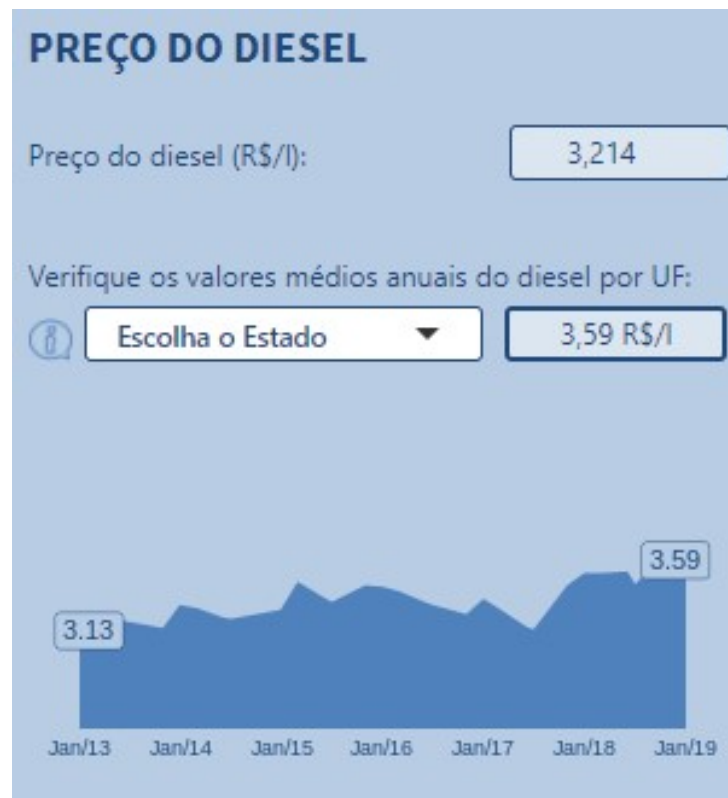 PREÇO DO DIESEL
Preço do diesel (R$/l): 3,214
Verifique os valores médios anuais do diesel por UF:
Escolha o Estado 3,59 R$/l
3.59
3.13
Jan/13 Jan/14 Jan/15 Jan/16 Jan/17 Jan/18 Jan/19